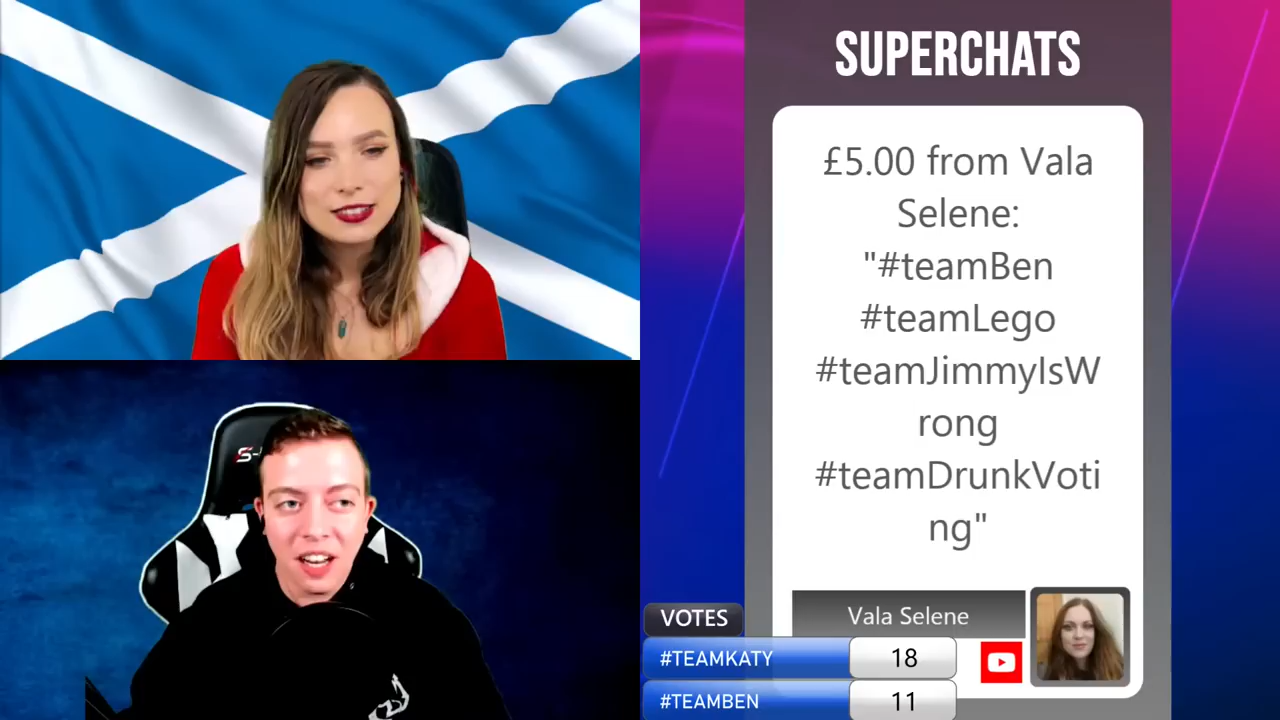 SUPERCHATS
£5.00 from Vala
Selene:
"#teamBen
#teamLego
#teamJimmyIsW
rong
#teamDrunkVoti
ng"
Vala Selene
VOTES
#TEAMKATY 18
#TEAMBEN 11